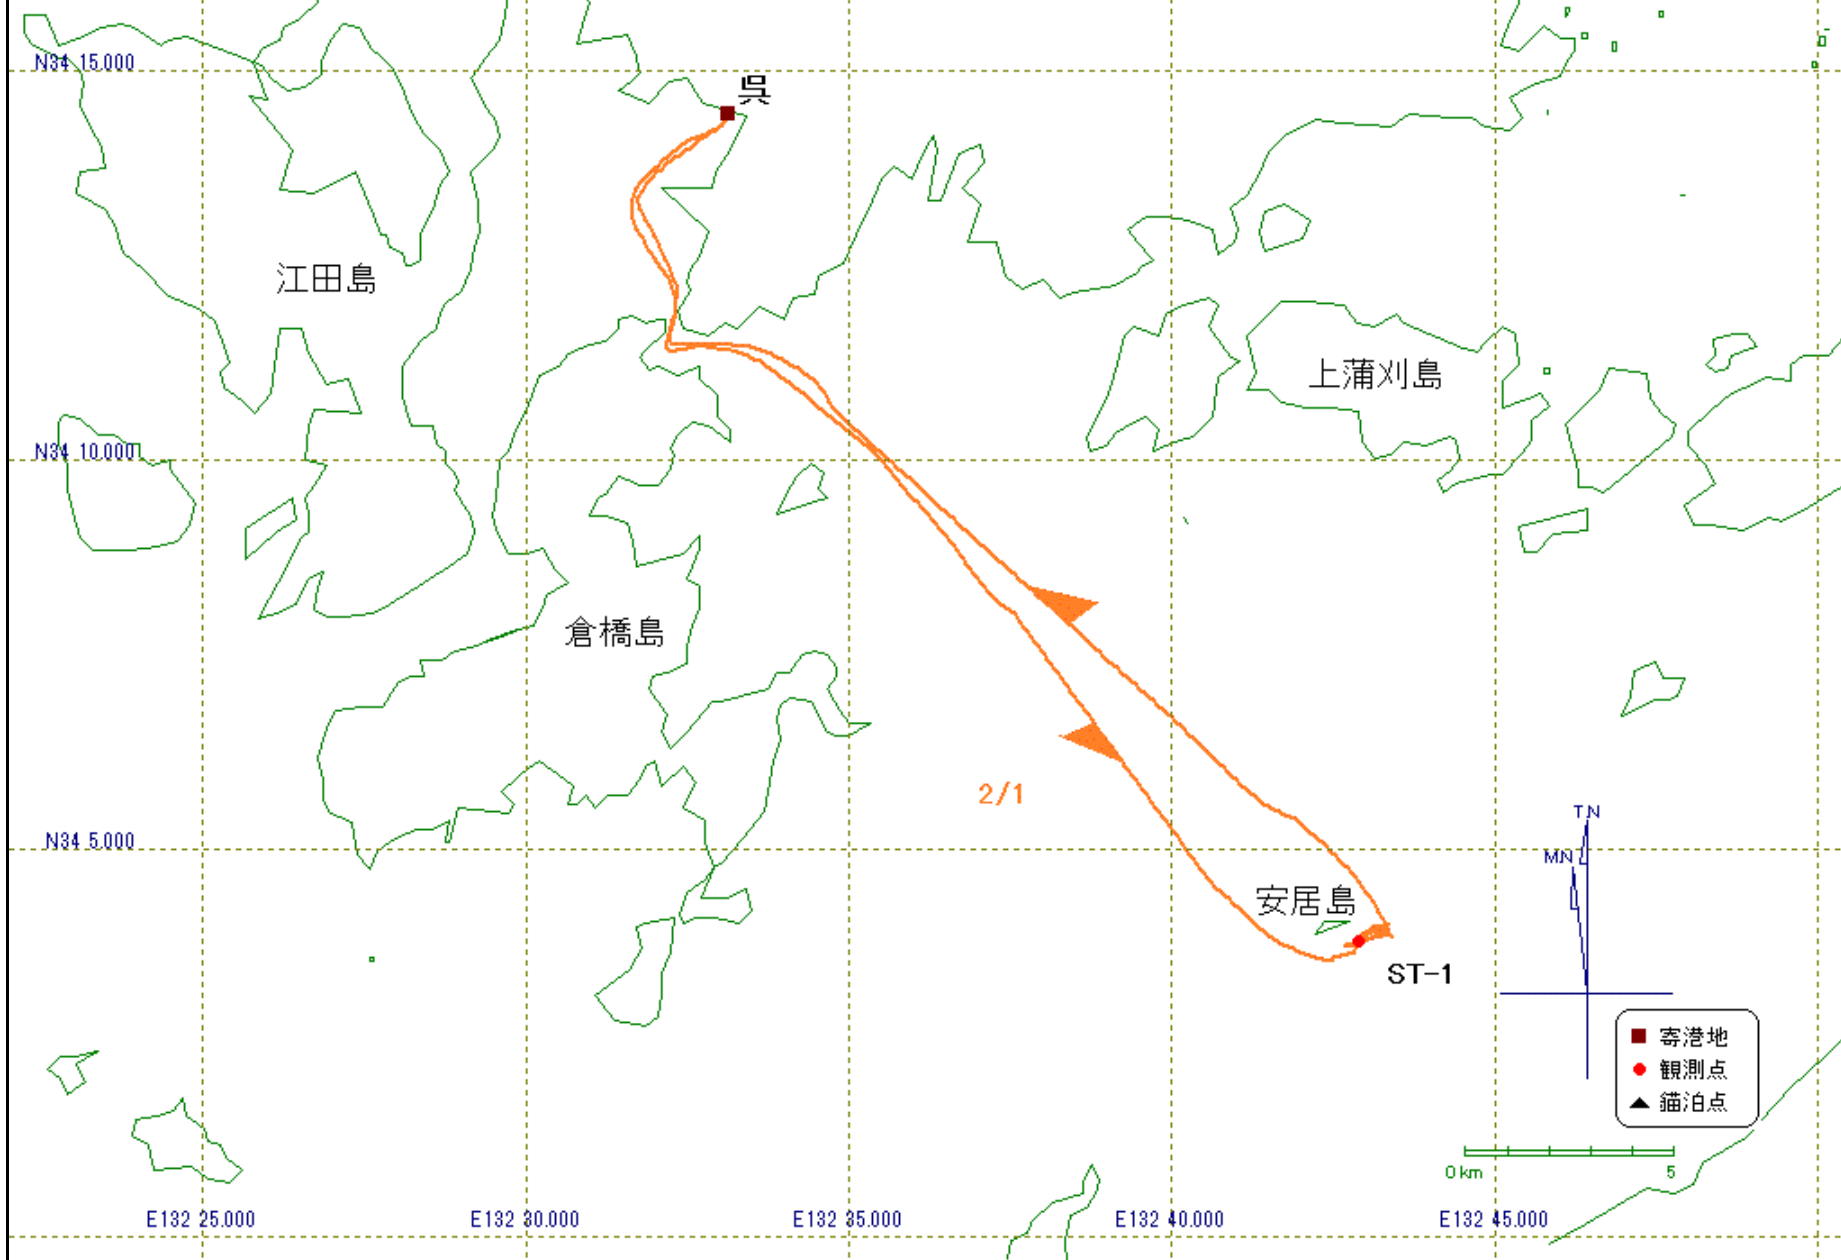 N34 15.000
呉
江田島
上蒲刈島
N34 10.000
倉橋島
2/1
TN
N34 5.000
MN
安居島
ST-1
寄港地
観測点
錨泊点
0 km 5
E132 25.000 E132 30.000 E132 35.000 E132 40.000 E132 45.000